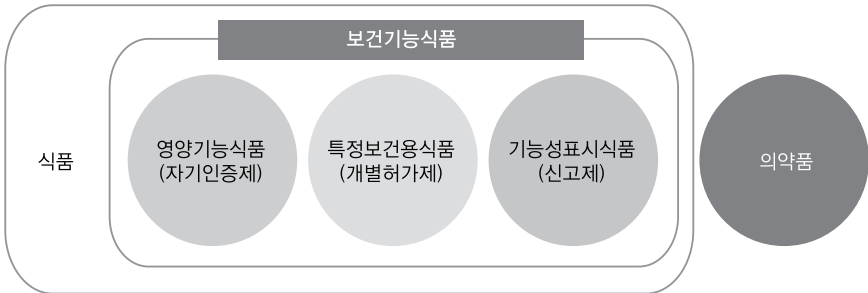 보건기능식품
식품
영양기능식품
(자기인증제)
특정보건용식품
(개별허가제)
기능성표시식품
(신고제)
의약품